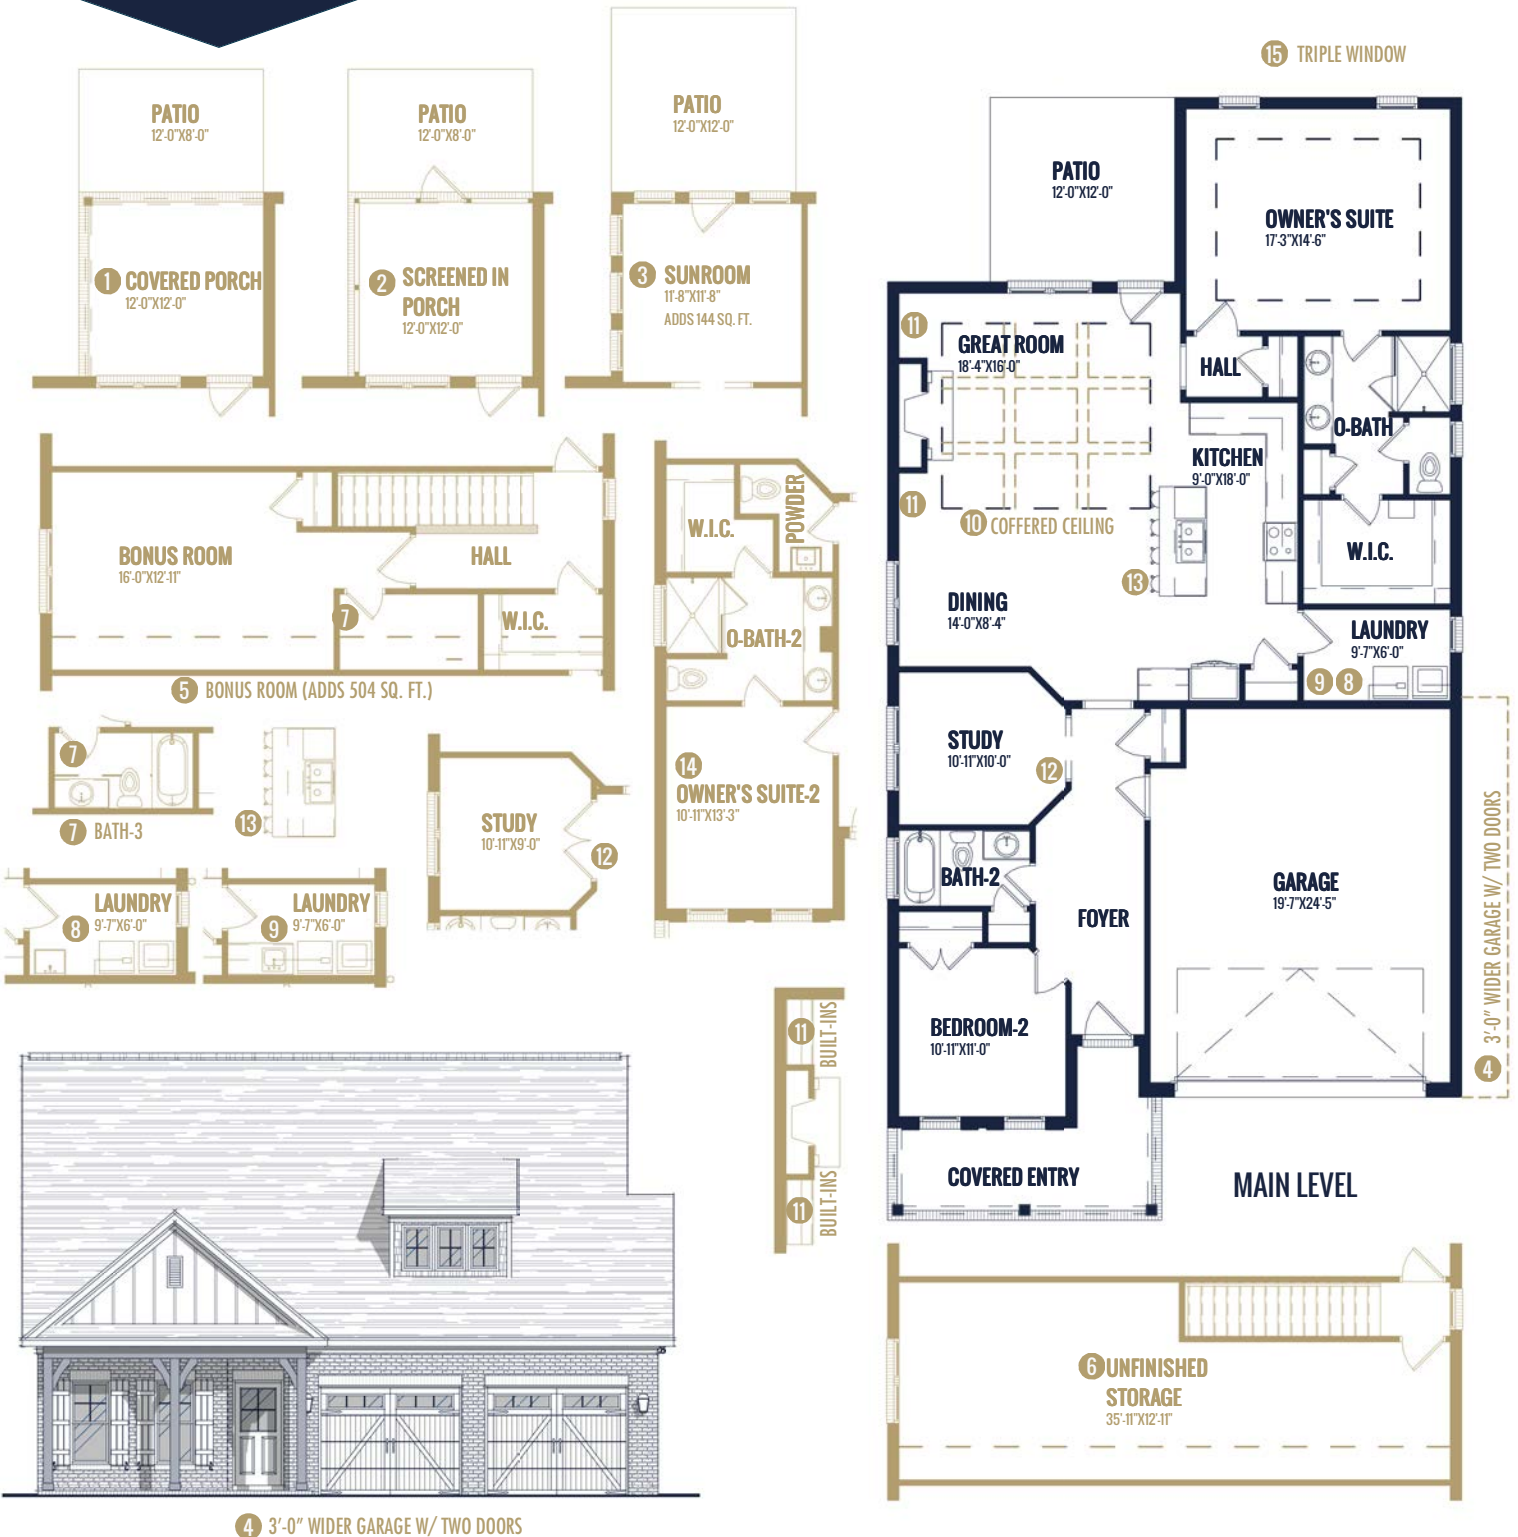 PATIO
12'-0"X8'-0"
1 COVERED PORCH
12'-0"X12'-0"
PATIO
12'-0"X8'-0"
2 SCREENED IN
PORCH
12'-0"X12'-0"
PATIO
12'-0"X12'-0"
3 SUNROOM
11'-8"X11'-8"
ADDS 144 SQ. FT.
BONUS ROOM
16'-0"X12'-11"
HALL
7
W.I.C.
5 BONUS ROOM (ADDS 504 SQ. FT.)
7
7 BATH-3
13
STUDY
10'-11"X9'-0"
12
8
LAUNDRY
9'-7"X6'-0"
9
LAUNDRY
9'-7"X6'-0"
W.I.C.
POWDER
O-BATH-2
14
OWNER'S SUITE-2
10'-11"X13'-3"
11 BUILT-INS
11 BUILT-INS
4 3'-0" WIDER GARAGE W/ TWO DOORS
15 TRIPLE WINDOW
PATIO
12'-0"X12'-0"
OWNER'S SUITE
17'-3"X14'-6"
11
GREAT ROOM
18'-4"X16'-0"
HALL
O-BATH
KITCHEN
9'-0"X18'-0"
11
10 COFFERED CEILING
W.I.C.
13
DINING
14'-0"X8'-4"
LAUNDRY
9'-7"X6'-0"
9 8
STUDY
10'-11"X10'-0"
12
BATH-2
FOYER
GARAGE
19'-7"X24'-5"
4 3'-0" WIDER GARAGE W/ TWO DOORS
BEDROOM-2
10'-11"X11'-0"
COVERED ENTRY
MAIN LEVEL
6 UNFINISHED
STORAGE
35'-11"X12'-11"